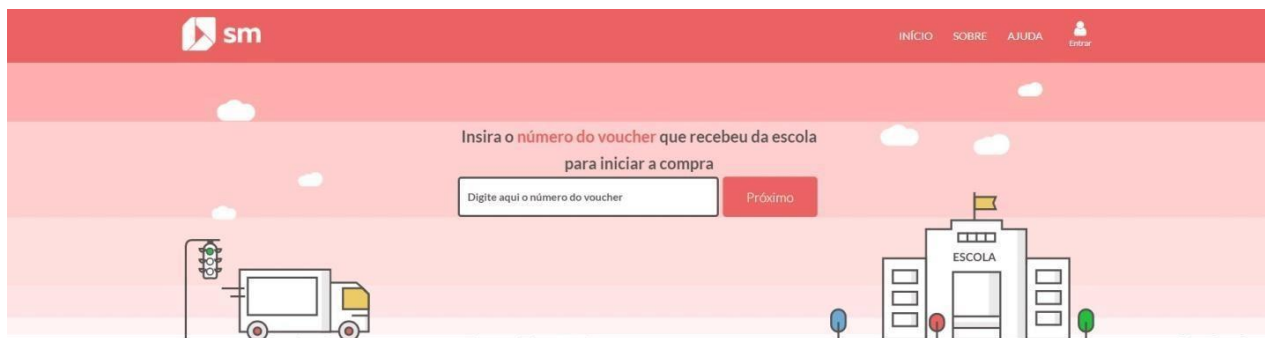 sm
INÍCIO SOBRE AJUDA Entrar
Insira o número do voucher que recebeu da escola
para iniciar a compra
Digite aqui o número do voucher Próximo
ESCOLA